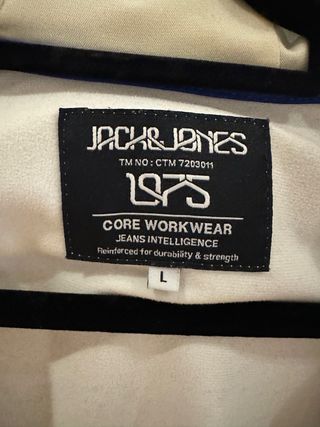 JACK&JONES
TM NO : CTM 7203011
1975
CORE WORKWEAR
JEANS INTELLIGENCE
Reinforced for durability & strength
L